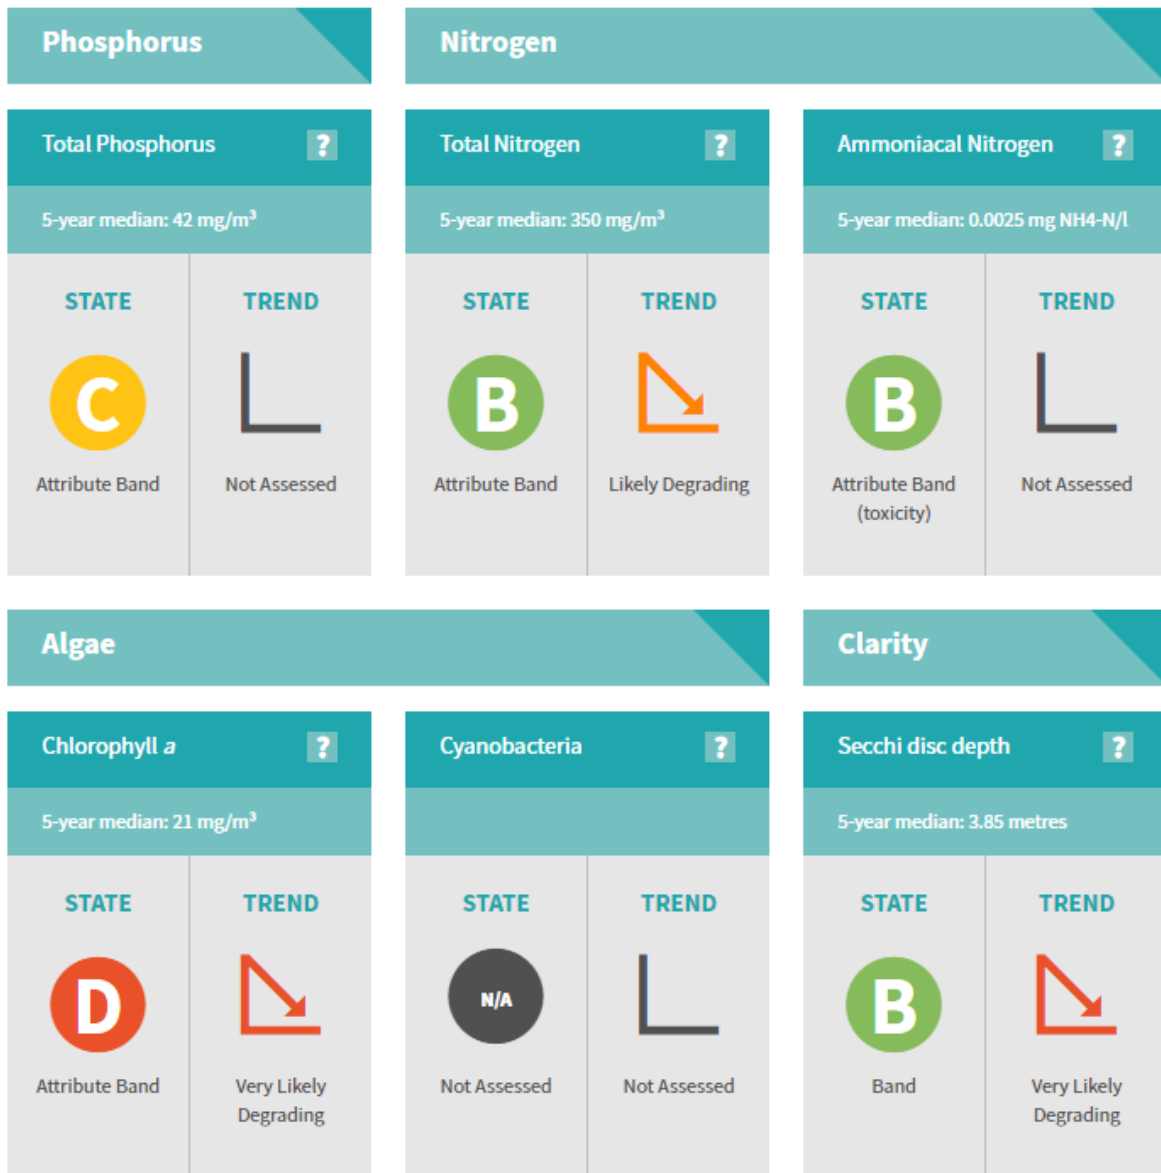 Phosphorus
Nitrogen
Total Phosphorus ?
Total Nitrogen ?
Ammoniacal Nitrogen ?
5-year median: 42 mg/m³
5-year median: 350 mg/m³
5-year median: 0.0025 mg NH4-N/l
STATE TREND
STATE TREND
STATE TREND
C
B
B
Attribute Band
Not Assessed
Attribute Band
Likely Degrading
Attribute Band
(toxicity)
Not Assessed
Algae
Clarity
Chlorophyll a ?
Cyanobacteria ?
Secchi disc depth ?
5-year median: 21 mg/m³
5-year median: 3.85 metres
STATE TREND
STATE TREND
STATE TREND
D
N/A
B
Attribute Band
Very Likely
Degrading
Not Assessed
Not Assessed
Band
Very Likely
Degrading